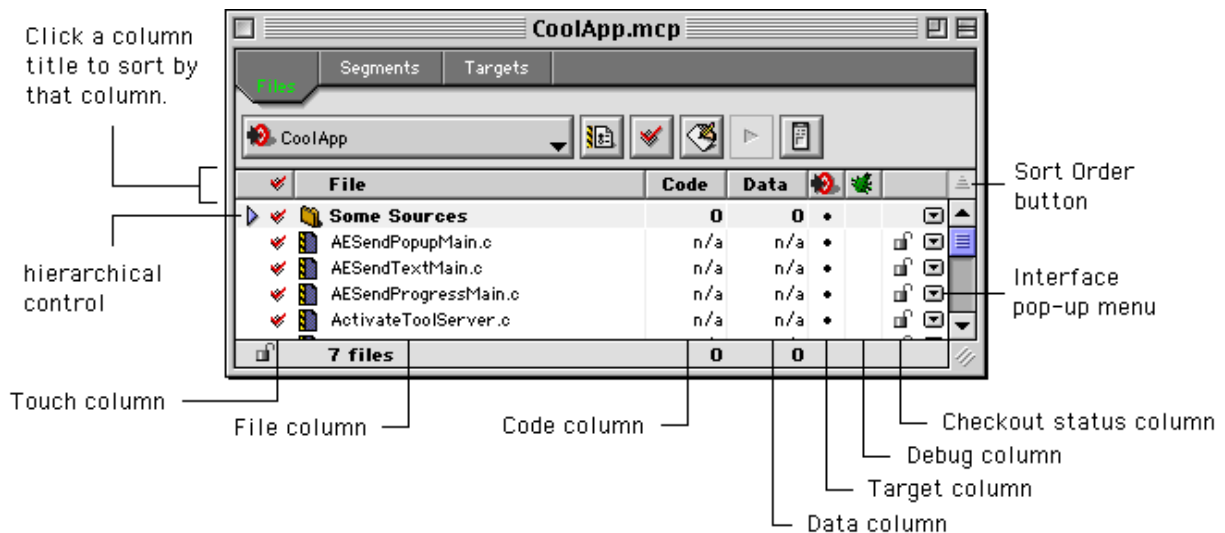 Click a column
title to sort by
that column.
CoolApp.mcp
Files
Segments
Targets
CoolApp
File
Code
Data
Sort Order
button
Some Sources 0 0
AESendPopupMain.c n/a n/a
AESendTextMain.c n/a n/a
AESendProgressMain.c n/a n/a
ActivateToolServer.c n/a n/a
7 files 0 0
hierarchical
control
Interface
pop-up menu
Touch column
File column
Code column
Checkout status column
Debug column
Target column
Data column